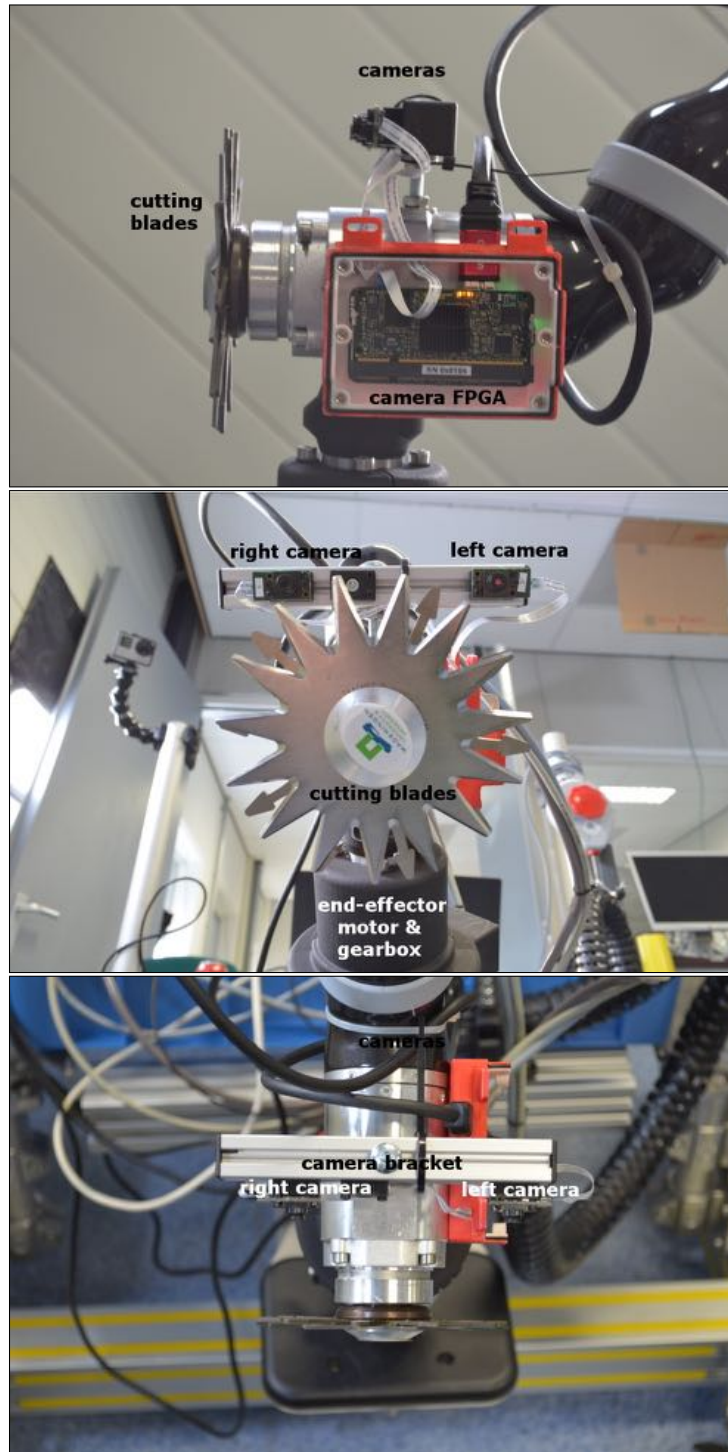 cameras
cutting
blades
camera FPGA
right camera
left camera
cutting blades
end-effector
motor &
gearbox
cameras
camera bracket
right camera
left camera